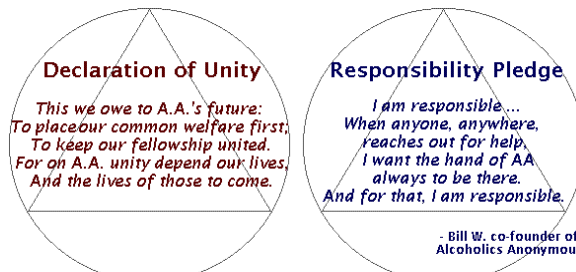 Declaration of Unity
This we owe to A.A.'s future:
To place our common welfare first;
To keep our fellowship united.
For on A.A. unity depend our lives,
And the lives of those to come.
Responsibility Pledge
I am responsible ...
When anyone, anywhere,
reaches out for help,
I want the hand of AA
always to be there.
And for that, I am responsible.
- Bill W. co-founder of
Alcoholics Anonymou